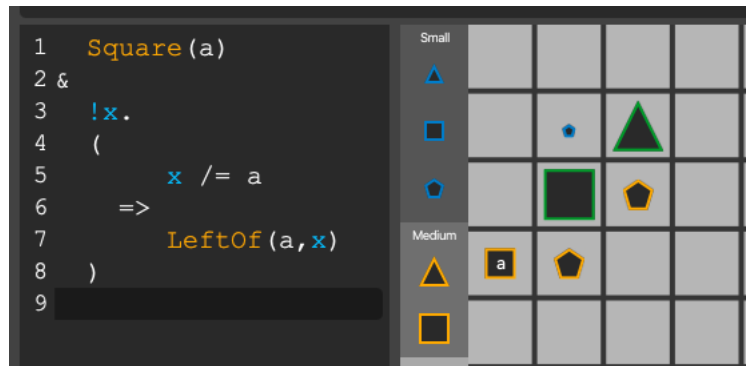 1 Square(a)
2 &
3 !x.
4 (
5 x /= a
6 =>
7 LeftOf(a,x)
8 )
9
Small
Medium
a